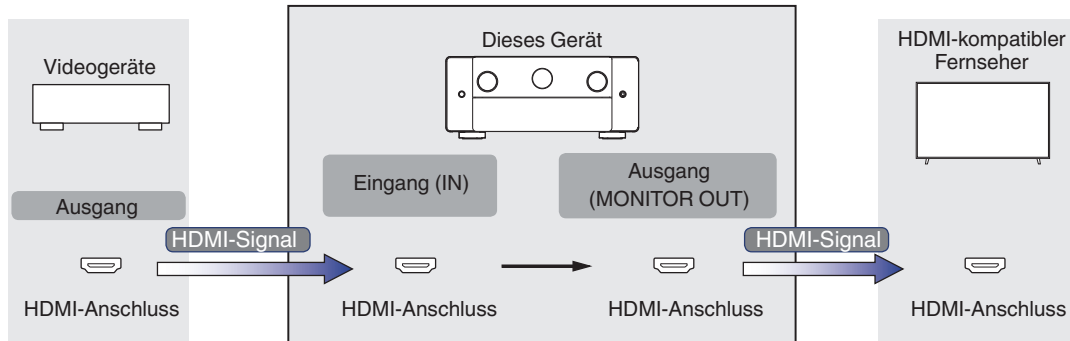 Videogeräte
Ausgang
HDMI-Anschluss
HDMI-Signal
Dieses Gerät
Eingang (IN)
HDMI-Anschluss
Ausgang
(MONITOR OUT)
HDMI-Anschluss
HDMI-Signal
HDMI-kompatibler
Fernseher
HDMI-Anschluss